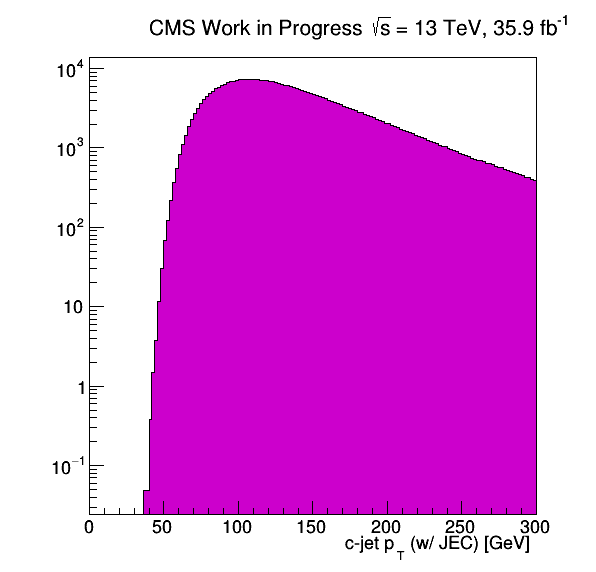 CMS Work in Progress √s = 13 TeV, 35.9 fb⁻¹
10⁴
10³
10²
10
1
10⁻¹
0 50 100 150 200 250 300
c-jet p_T (w/ JEC) [GeV]